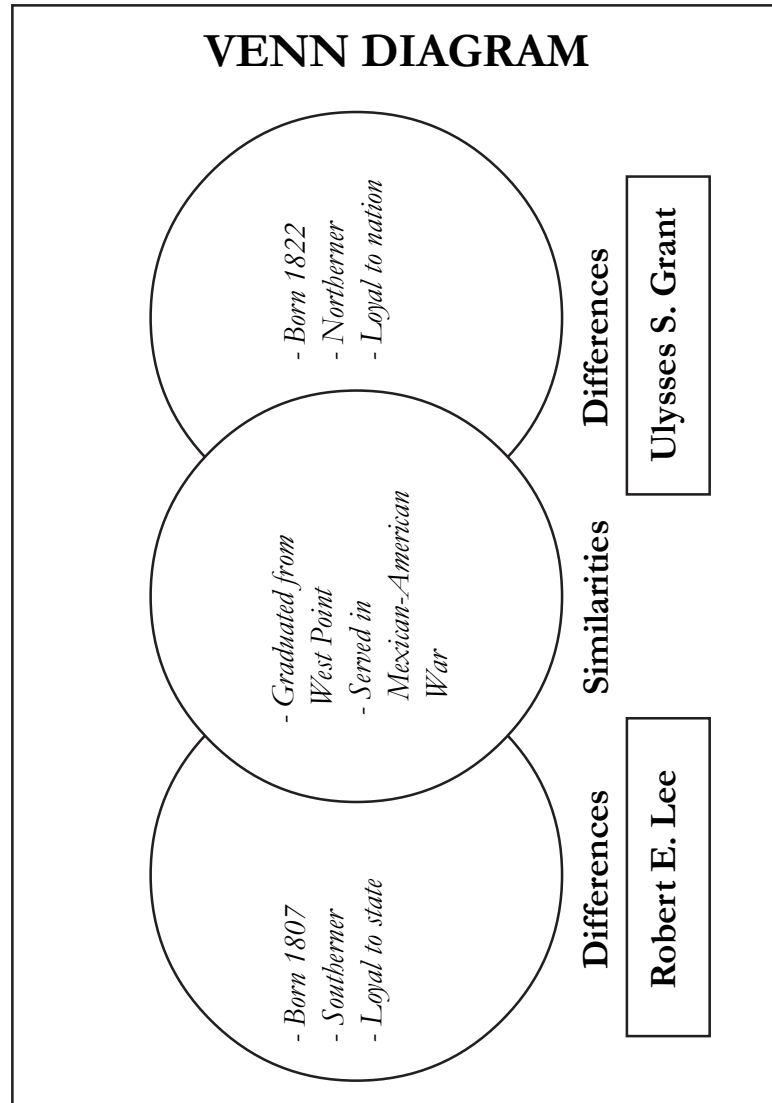 VENN DIAGRAM
- Born 1807
- Southerner
- Loyal to state
Differences
Robert E. Lee
- Graduated from
West Point
- Served in
Mexican-American
War
Similarities
- Born 1822
- Northerner
- Loyal to nation
Differences
Ulysses S. Grant